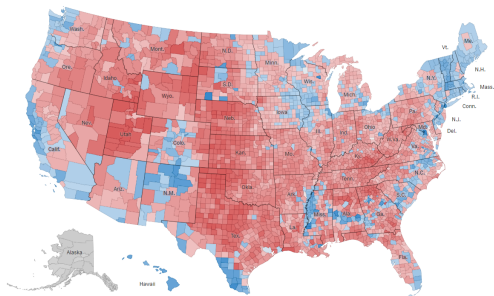 Wash.
Mont.
N.D.
Minn.
Vt.
Me.
Ore.
Idaho
S.D.
Wis.
Mich.
N.Y.
N.H.
Mass.
R.I.
Conn.
Wyo.
Iowa
Neb.
Nev.
Utah
Colo.
Ill.
Ind.
Ohio
Pa.
N.J.
Md.
Del.
Calif.
Kan.
Mo.
Ky.
Va.
Ariz.
N.M.
Okla.
Ark.
Tenn.
N.C.
S.C.
Miss.
Ala.
Ga.
La.
Fla.
Alaska
Hawaii